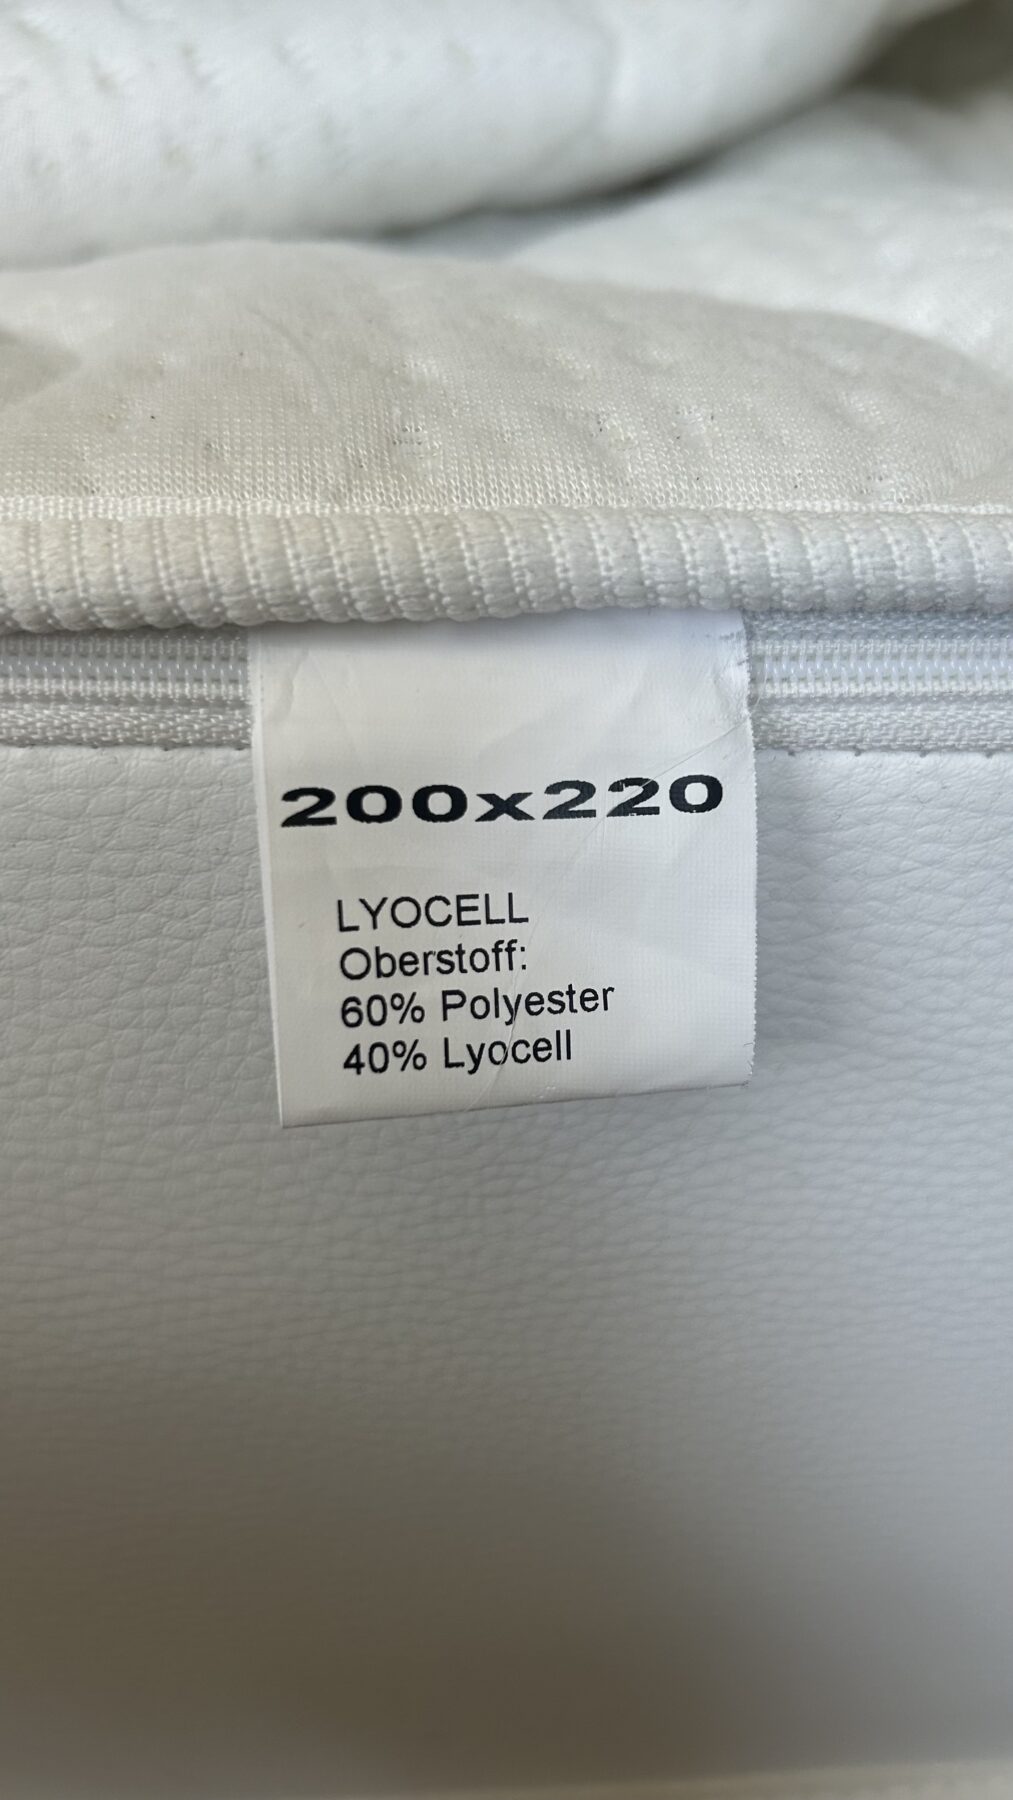 200x220
LYOCELL
Oberstoff:
60% Polyester
40% Lyocell